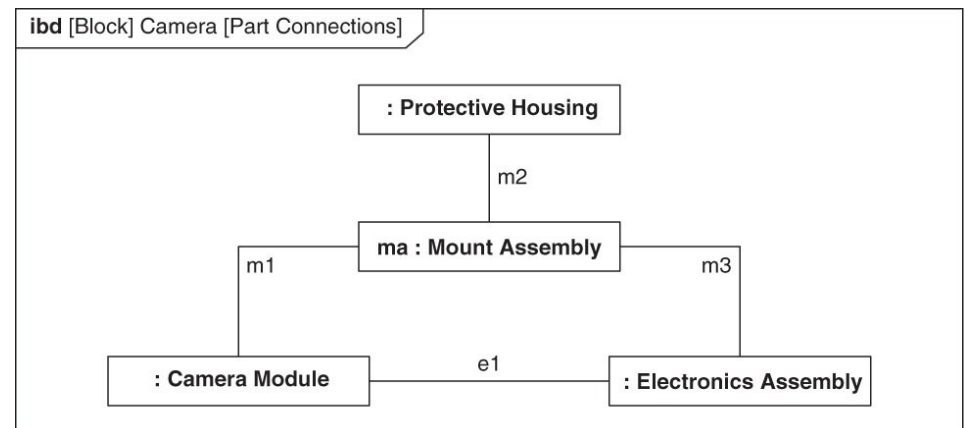 ibd [Block] Camera [Part Connections]
: Protective Housing
m2
ma : Mount Assembly
m1
m3
: Camera Module
e1
: Electronics Assembly